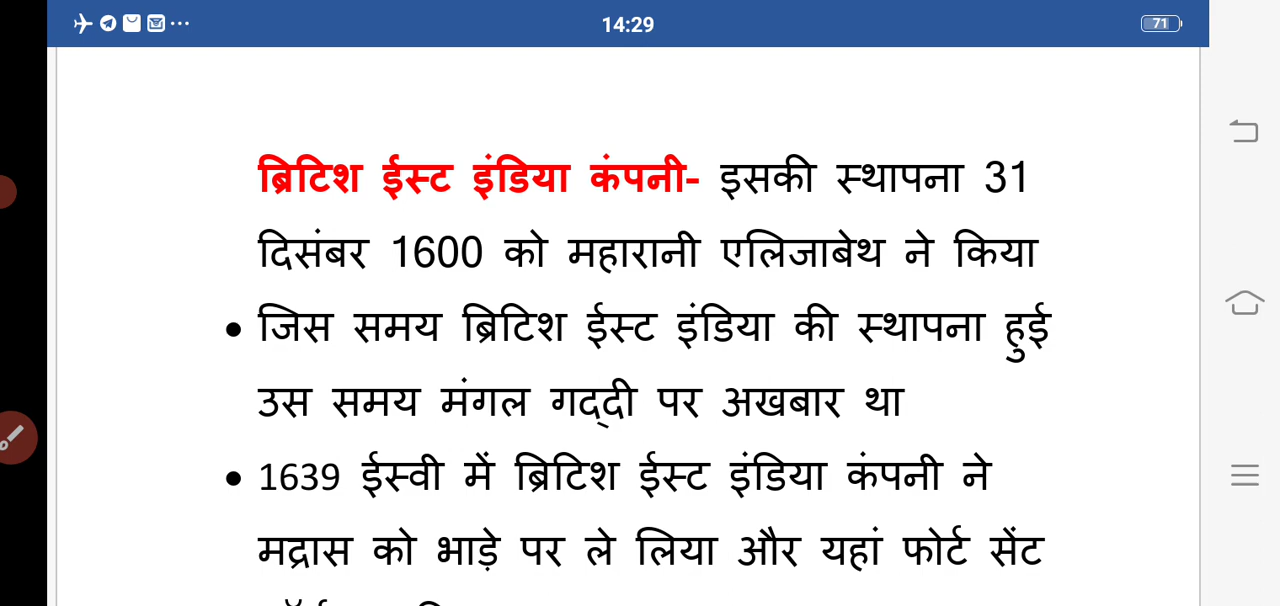 14:29
71
ब्रिटिश ईस्ट इंडिया कंपनी- इसकी स्थापना 31
दिसंबर 1600 को महारानी एलिजाबेथ ने किया
• जिस समय ब्रिटिश ईस्ट इंडिया की स्थापना हुई
उस समय मंगल गद्दी पर अखबार था
• 1639 ईस्वी में ब्रिटिश ईस्ट इंडिया कंपनी ने
मद्रास को भाड़े पर ले लिया और यहां फोर्ट सेंट